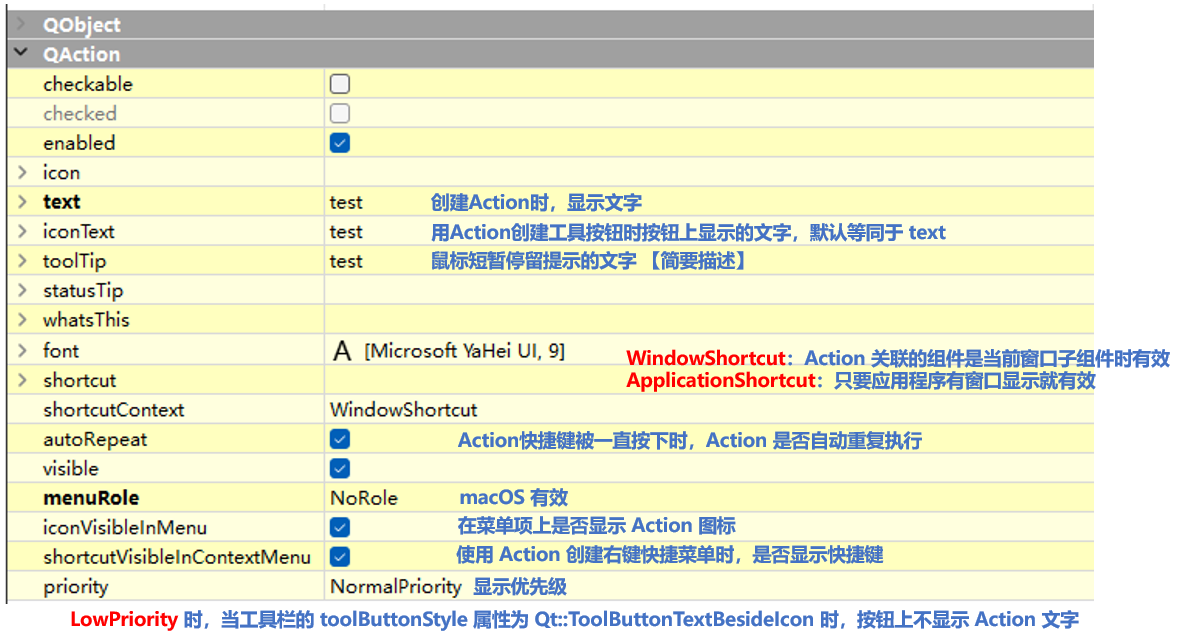 QObject
QAction
checkable
checked
enabled
icon
text test 创建Action时，显示文字
iconText test 用Action创建工具按钮时按钮上显示的文字，默认等同于 text
toolTip test 鼠标短暂停留提示的文字 【简要描述】
statusTip
whatsThis
font A [Microsoft YaHei UI, 9]
WindowShortcut：Action 关联的组件是当前窗口子组件时有效
shortcut ApplicationShortcut：只要应用程序有窗口显示就有效
shortcutContext WindowShortcut
autoRepeat Action快捷键被一直按下时，Action 是否自动重复执行
visible
menuRole NoRole macOS 有效
iconVisibleInMenu 在菜单项上是否显示 Action 图标
shortcutVisibleInContextMenu 使用 Action 创建右键快捷菜单时，是否显示快捷键
priority NormalPriority 显示优先级
LowPriority 时，当工具栏的 toolButtonStyle 属性为 Qt::ToolButtonTextBesideIcon 时，按钮上不显示 Action 文字